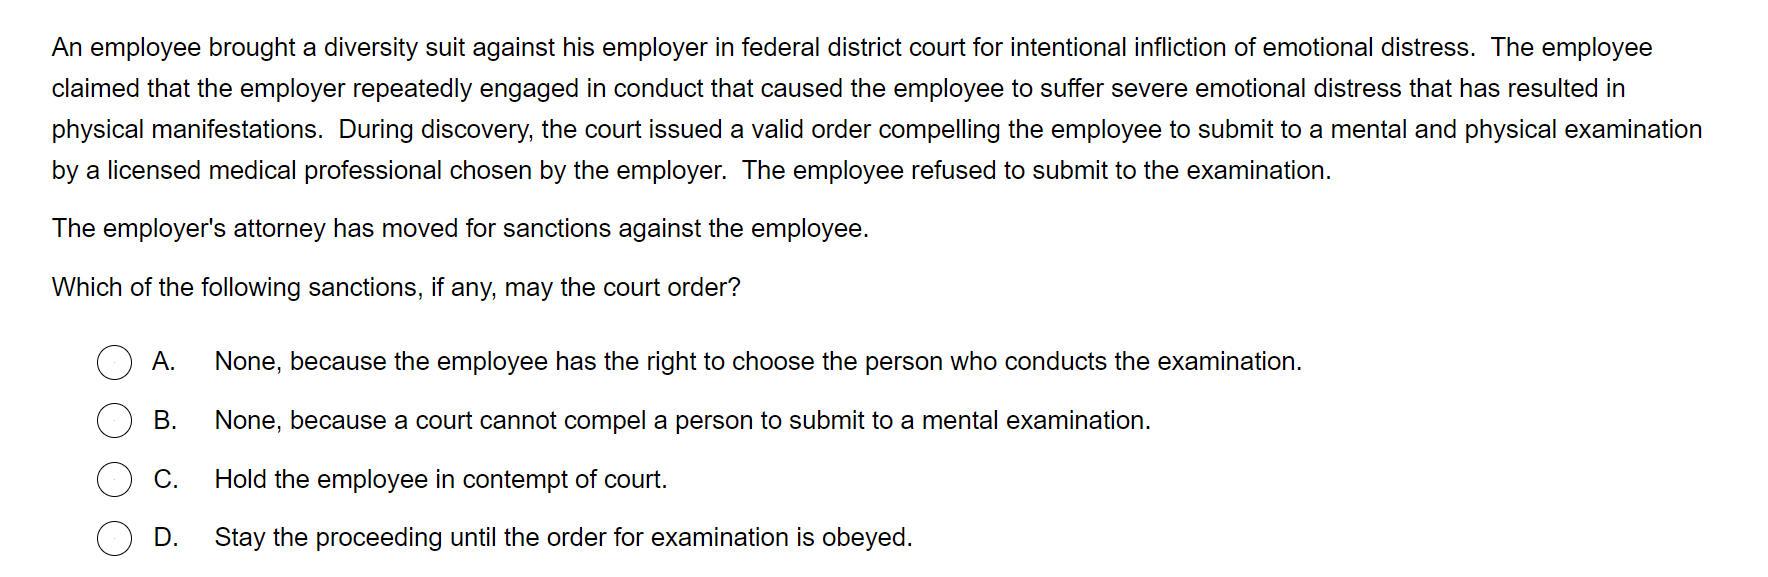 An employee brought a diversity suit against his employer in federal district court for intentional infliction of emotional distress.  The employee
claimed that the employer repeatedly engaged in conduct that caused the employee to suffer severe emotional distress that has resulted in
physical manifestations.  During discovery, the court issued a valid order compelling the employee to submit to a mental and physical examination
by a licensed medical professional chosen by the employer.  The employee refused to submit to the examination.
The employer's attorney has moved for sanctions against the employee.
Which of the following sanctions, if any, may the court order?
A. None, because the employee has the right to choose the person who conducts the examination.
B. None, because a court cannot compel a person to submit to a mental examination.
C. Hold the employee in contempt of court.
D. Stay the proceeding until the order for examination is obeyed.